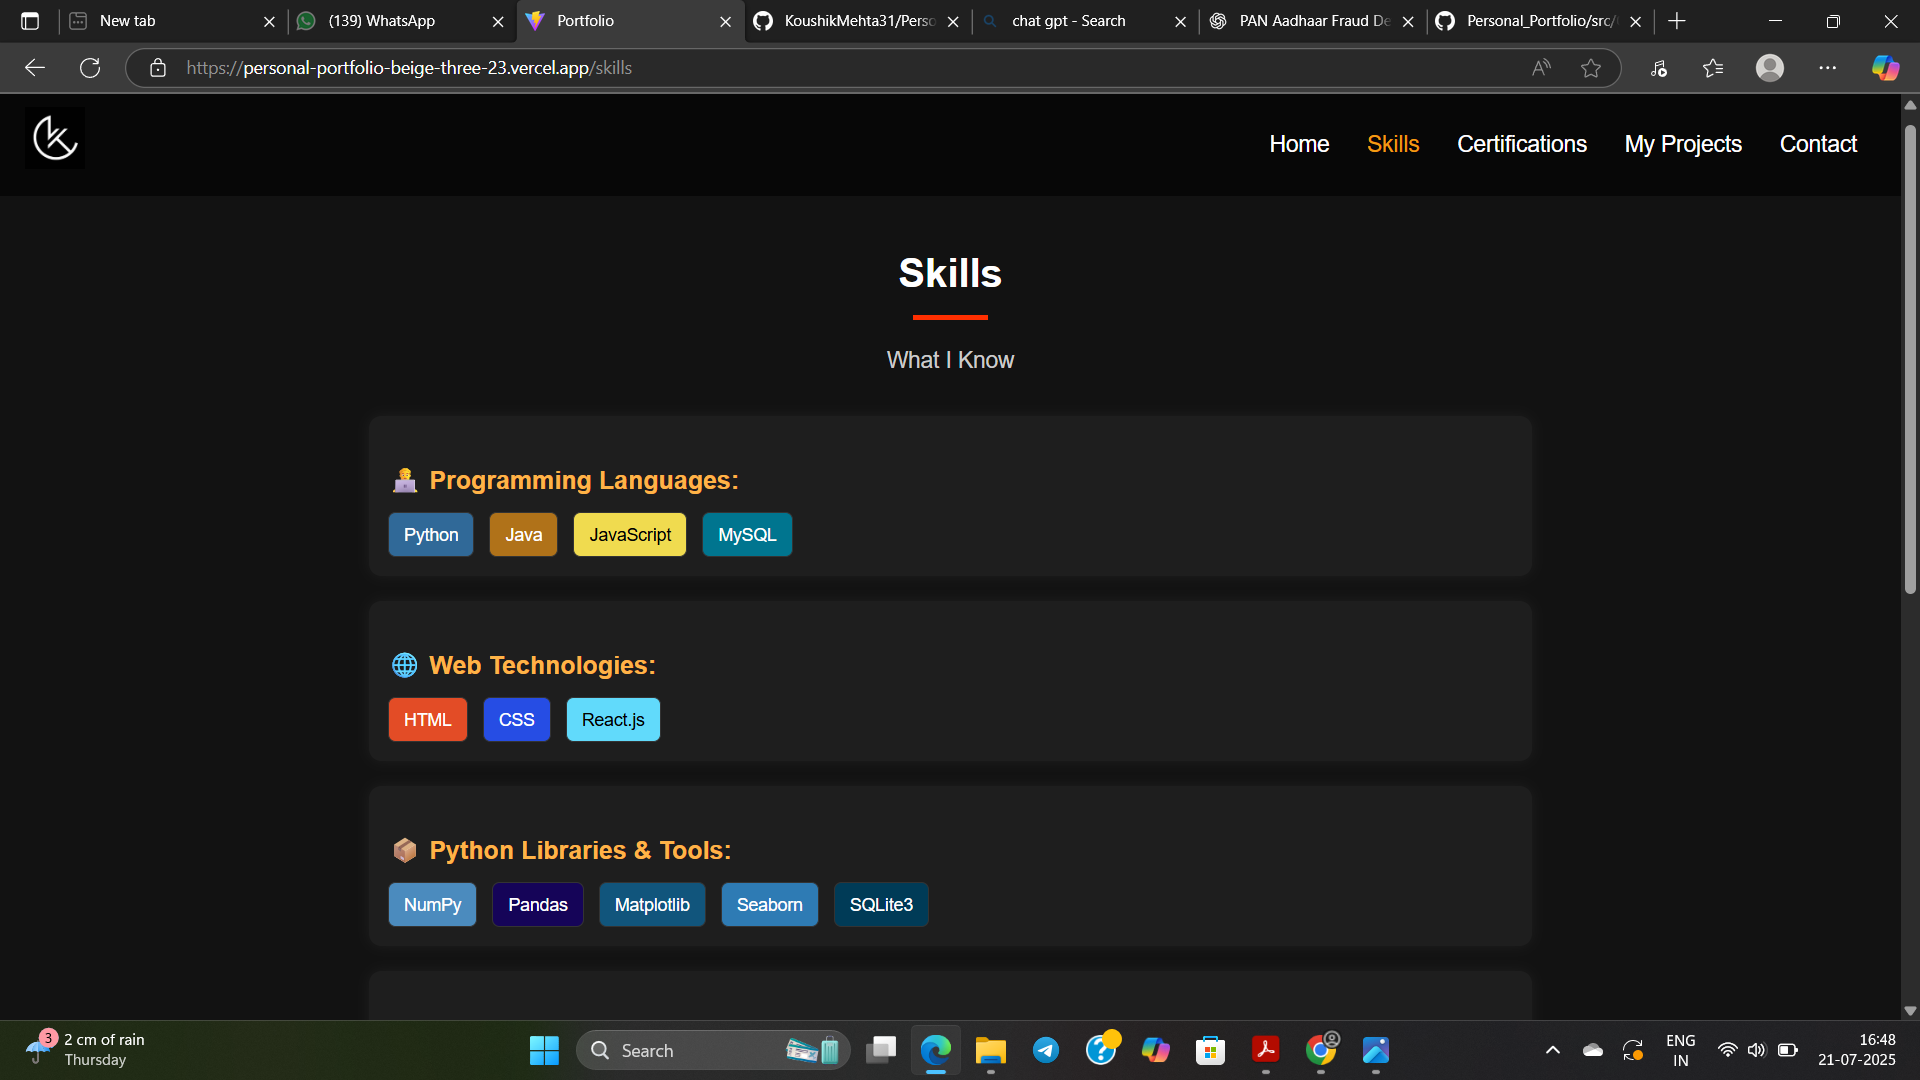 New tab
(139) WhatsApp
Portfolio
KoushikMehta31/Perso
chat gpt - Search
PAN Aadhaar Fraud De
Personal_Portfolio/src/
https://personal-portfolio-beige-three-23.vercel.app/skills
Home
Skills
Certifications
My Projects
Contact
Skills
What I Know
Programming Languages:
Python
Java
JavaScript
MySQL
Web Technologies:
HTML
CSS
React.js
Python Libraries & Tools:
NumPy
Pandas
Matplotlib
Seaborn
SQLite3
3
2 cm of rain
Thursday
Search
ENG
IN
16:48
21-07-2025